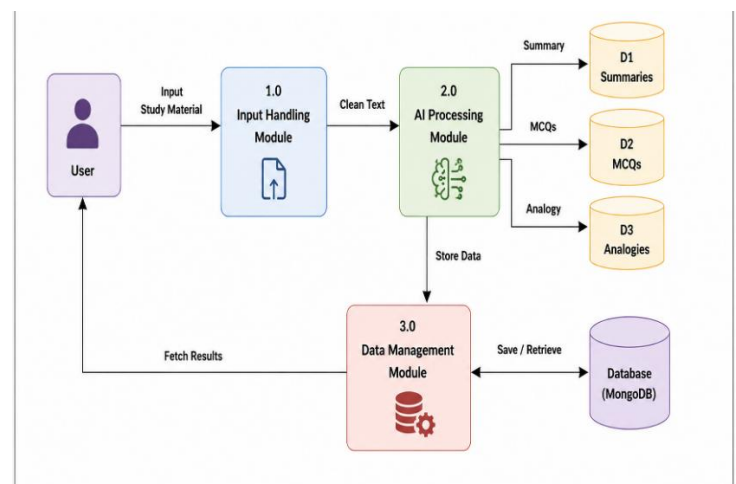 User
Input
Study Material
1.0
Input Handling
Module
Clean Text
2.0
AI Processing
Module
Summary
D1
Summaries
MCQs
D2
MCQs
Analogy
D3
Analogies
Store Data
3.0
Data Management
Module
Fetch Results
Save / Retrieve
Database
(MongoDB)